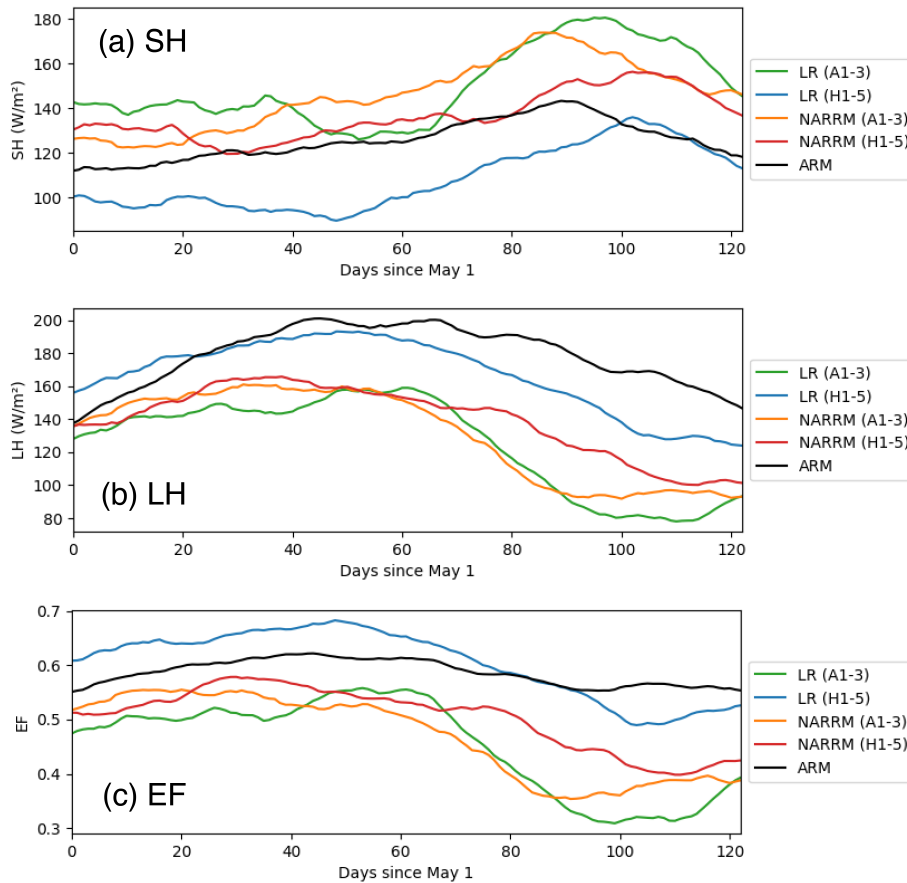 (a) SH
SH (W/m²)
180
160
140
120
100
0 20 40 60 80 100 120
Days since May 1
LR (A1-3)
LR (H1-5)
NARRM (A1-3)
NARRM (H1-5)
ARM
(b) LH
LH (W/m²)
200
180
160
140
120
100
80
0 20 40 60 80 100 120
Days since May 1
LR (A1-3)
LR (H1-5)
NARRM (A1-3)
NARRM (H1-5)
ARM
(c) EF
EF
0.7
0.6
0.5
0.4
0.3
0 20 40 60 80 100 120
Days since May 1
LR (A1-3)
LR (H1-5)
NARRM (A1-3)
NARRM (H1-5)
ARM